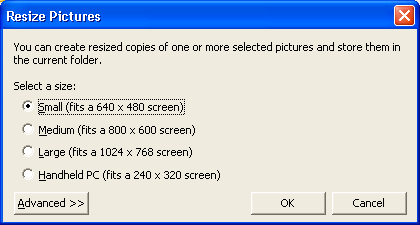 Resize Pictures
You can create resized copies of one or more selected pictures and store them in
the current folder.
Select a size:
Small (fits a 640 x 480 screen)
Medium (fits a 800 x 600 screen)
Large (fits a 1024 x 768 screen)
Handheld PC (fits a 240 x 320 screen)
Advanced >> OK Cancel